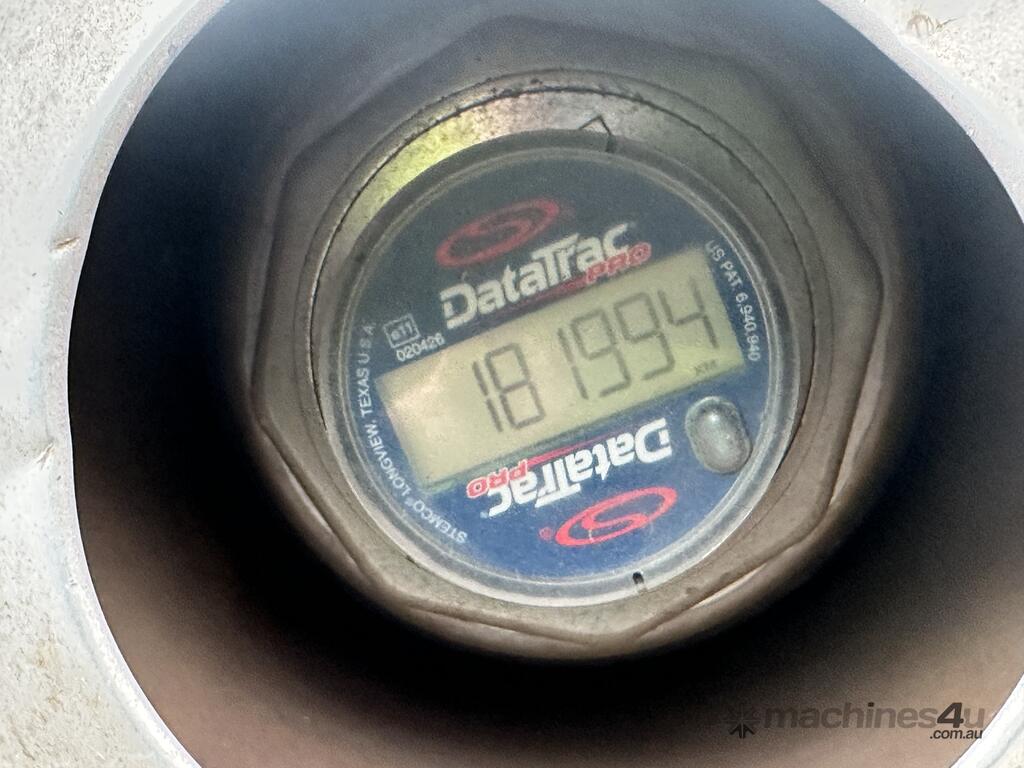 DataTrac
PRO
US PAT. 6,940,940
e11
020426
181994
KM
STEMCO® LONGVIEW, TEXAS U.S.A.
DataTrac
PRO
machines4u
.com.au